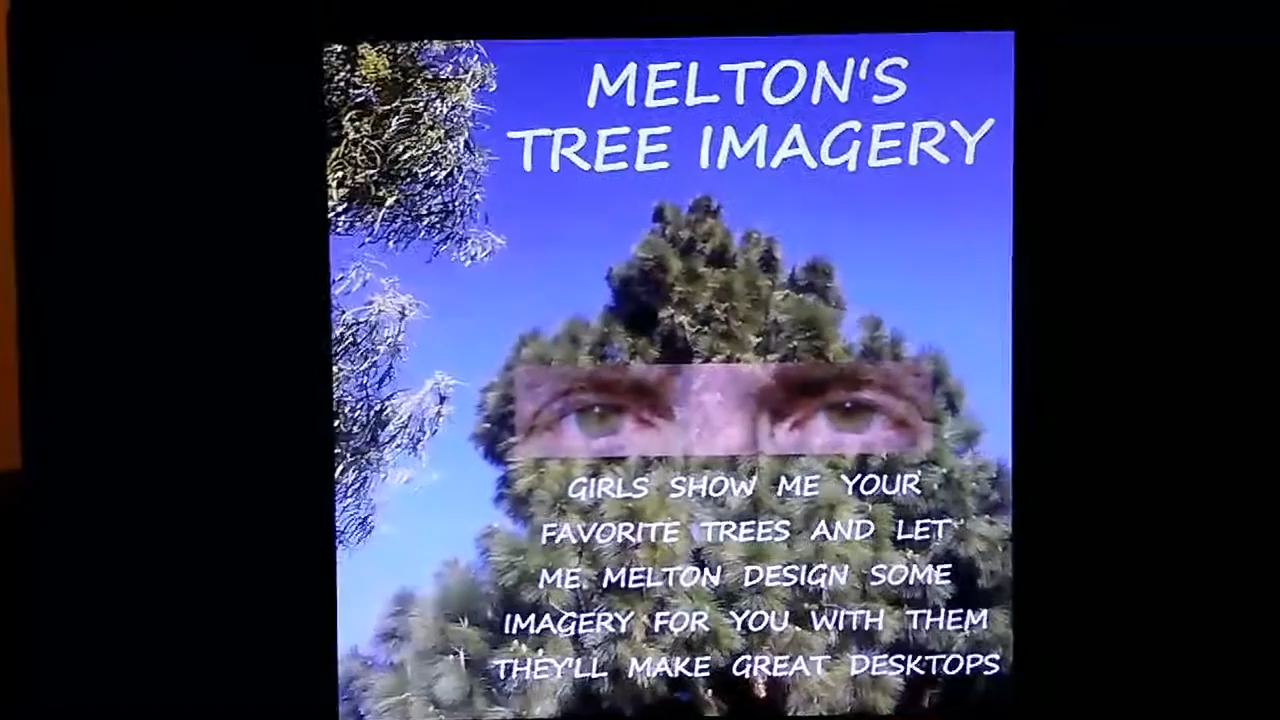 MELTON'S
TREE IMAGERY
GIRLS SHOW ME YOUR
FAVORITE TREES AND LET
ME MELTON DESIGN SOME
IMAGERY FOR YOU WITH THEM
THEY'LL MAKE GREAT DESKTOPS